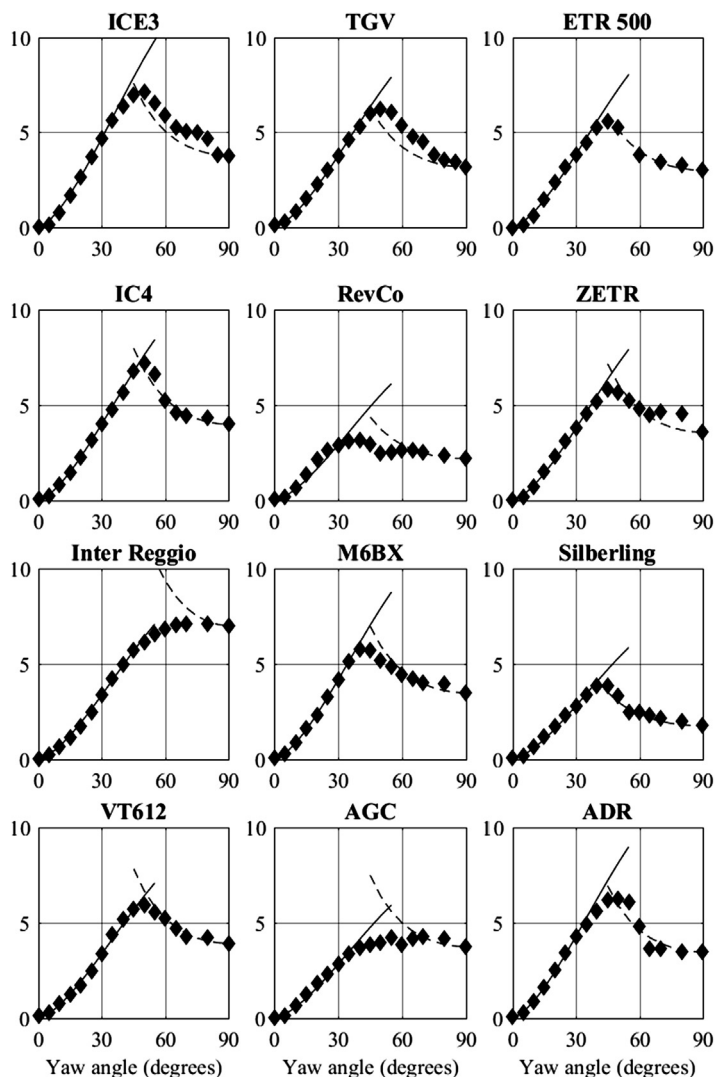 ICE3 TGV ETR 500
10 10 10
5 5 5
0 0 0
0 30 60 90 0 30 60 90 0 30 60 90
IC4 RevCo ZETR
10 10 10
5 5 5
0 0 0
0 30 60 90 0 30 60 90 0 30 60 90
Inter Reggio M6BX Silberling
10 10 10
5 5 5
0 0 0
0 30 60 90 0 30 60 90 0 30 60 90
VT612 AGC ADR
10 10 10
5 5 5
0 0 0
0 30 60 90 0 30 60 90 0 30 60 90
Yaw angle (degrees) Yaw angle (degrees) Yaw angle (degrees)